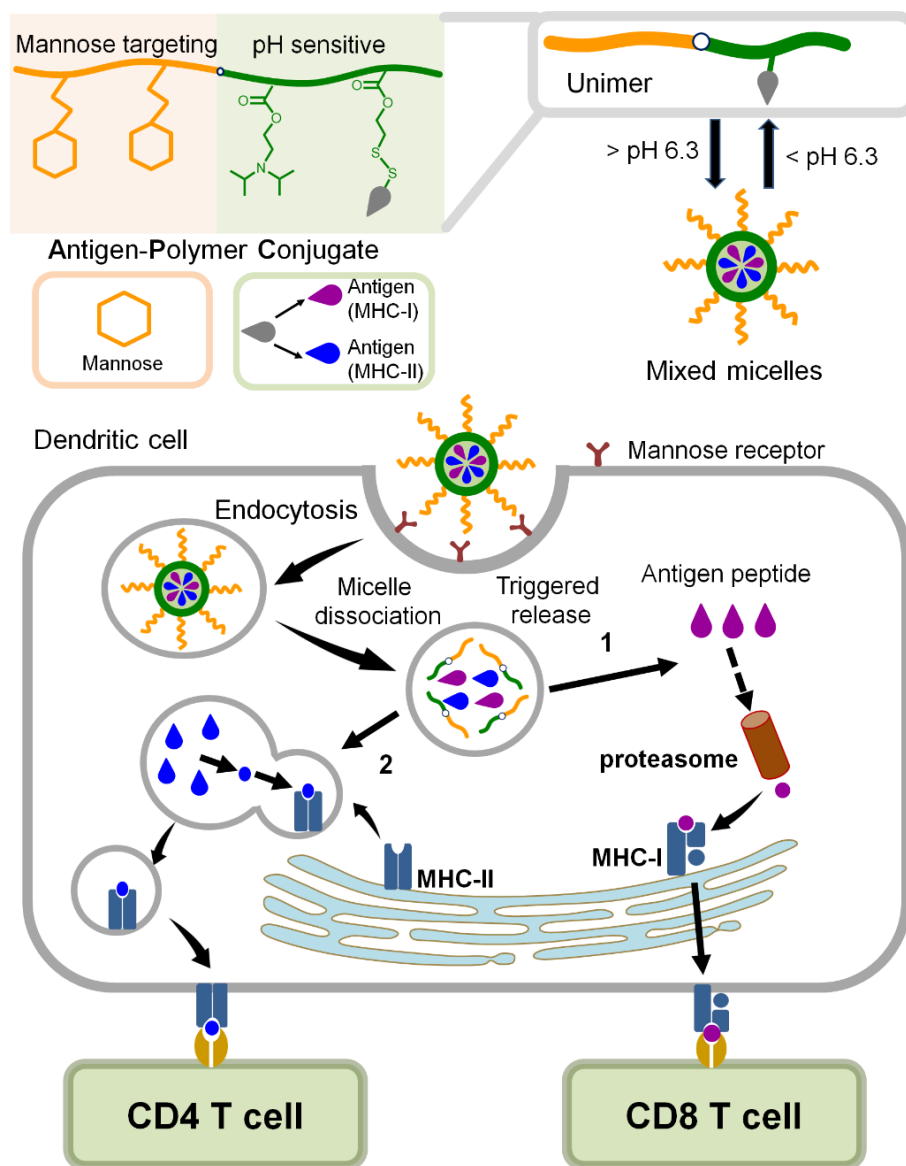 Mannose targeting
pH sensitive
O
O
N
O
O
S
S
Unimer
> pH 6.3
< pH 6.3
Antigen-Polymer Conjugate
Mannose
Antigen
(MHC-I)
Antigen
(MHC-II)
Mixed micelles
Dendritic cell
Mannose receptor
Endocytosis
Micelle
dissociation
Triggered
release
Antigen peptide
1
2
proteasome
MHC-II
MHC-I
CD4 T cell
CD8 T cell